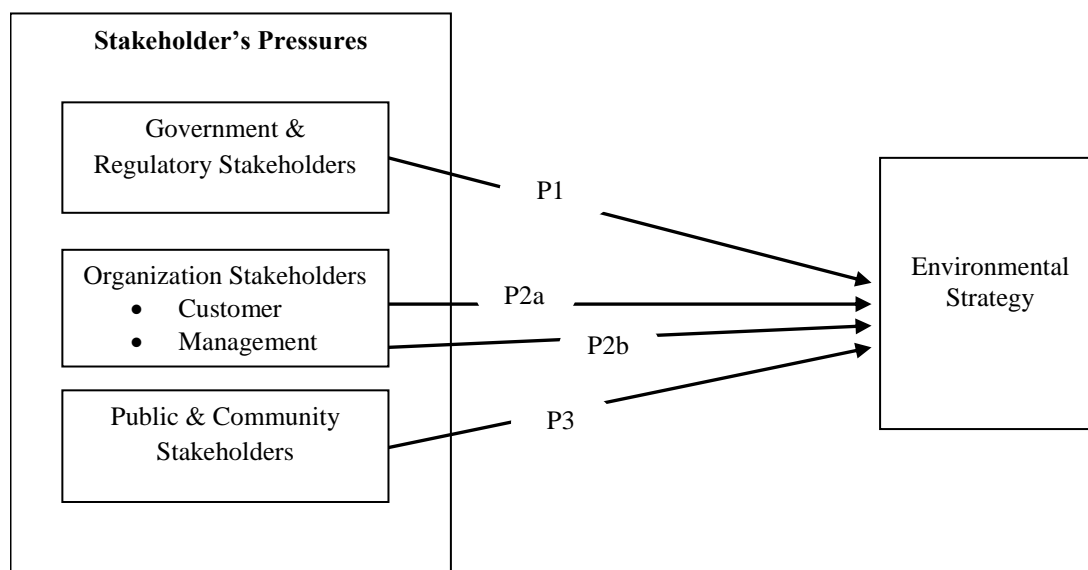 Stakeholder's Pressures
Government &
Regulatory Stakeholders
P1
Organization Stakeholders
• Customer
• Management
P2a
P2b
Public & Community
Stakeholders
P3
Environmental
Strategy